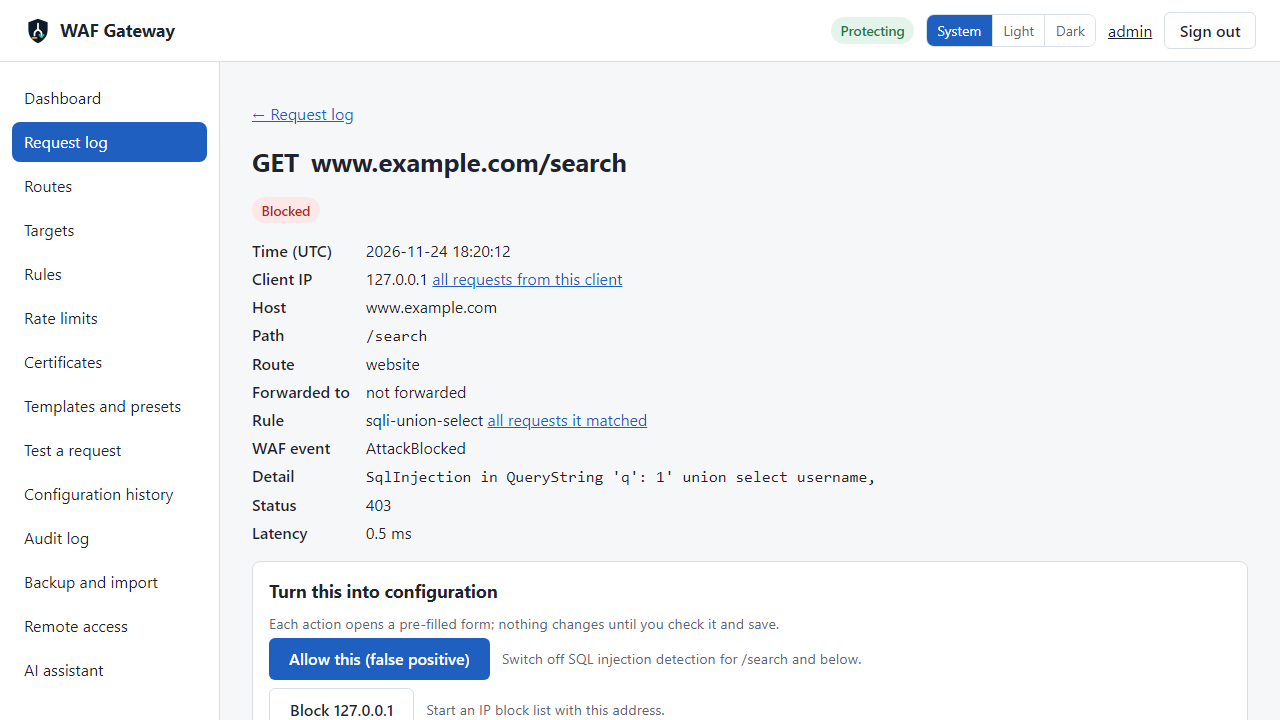 WAF Gateway
Protecting
System Light Dark
admin
Sign out
Dashboard
Request log
Routes
Targets
Rules
Rate limits
Certificates
Templates and presets
Test a request
Configuration history
Audit log
Backup and import
Remote access
AI assistant
← Request log
GET www.example.com/search
Blocked
Time (UTC) 2026-11-24 18:20:12
Client IP 127.0.0.1 all requests from this client
Host www.example.com
Path /search
Route website
Forwarded to not forwarded
Rule sqli-union-select all requests it matched
WAF event AttackBlocked
Detail SqlInjection in QueryString 'q': 1' union select username,
Status 403
Latency 0.5 ms
Turn this into configuration
Each action opens a pre-filled form; nothing changes until you check it and save.
Allow this (false positive) Switch off SQL injection detection for /search and below.
Block 127.0.0.1 Start an IP block list with this address.